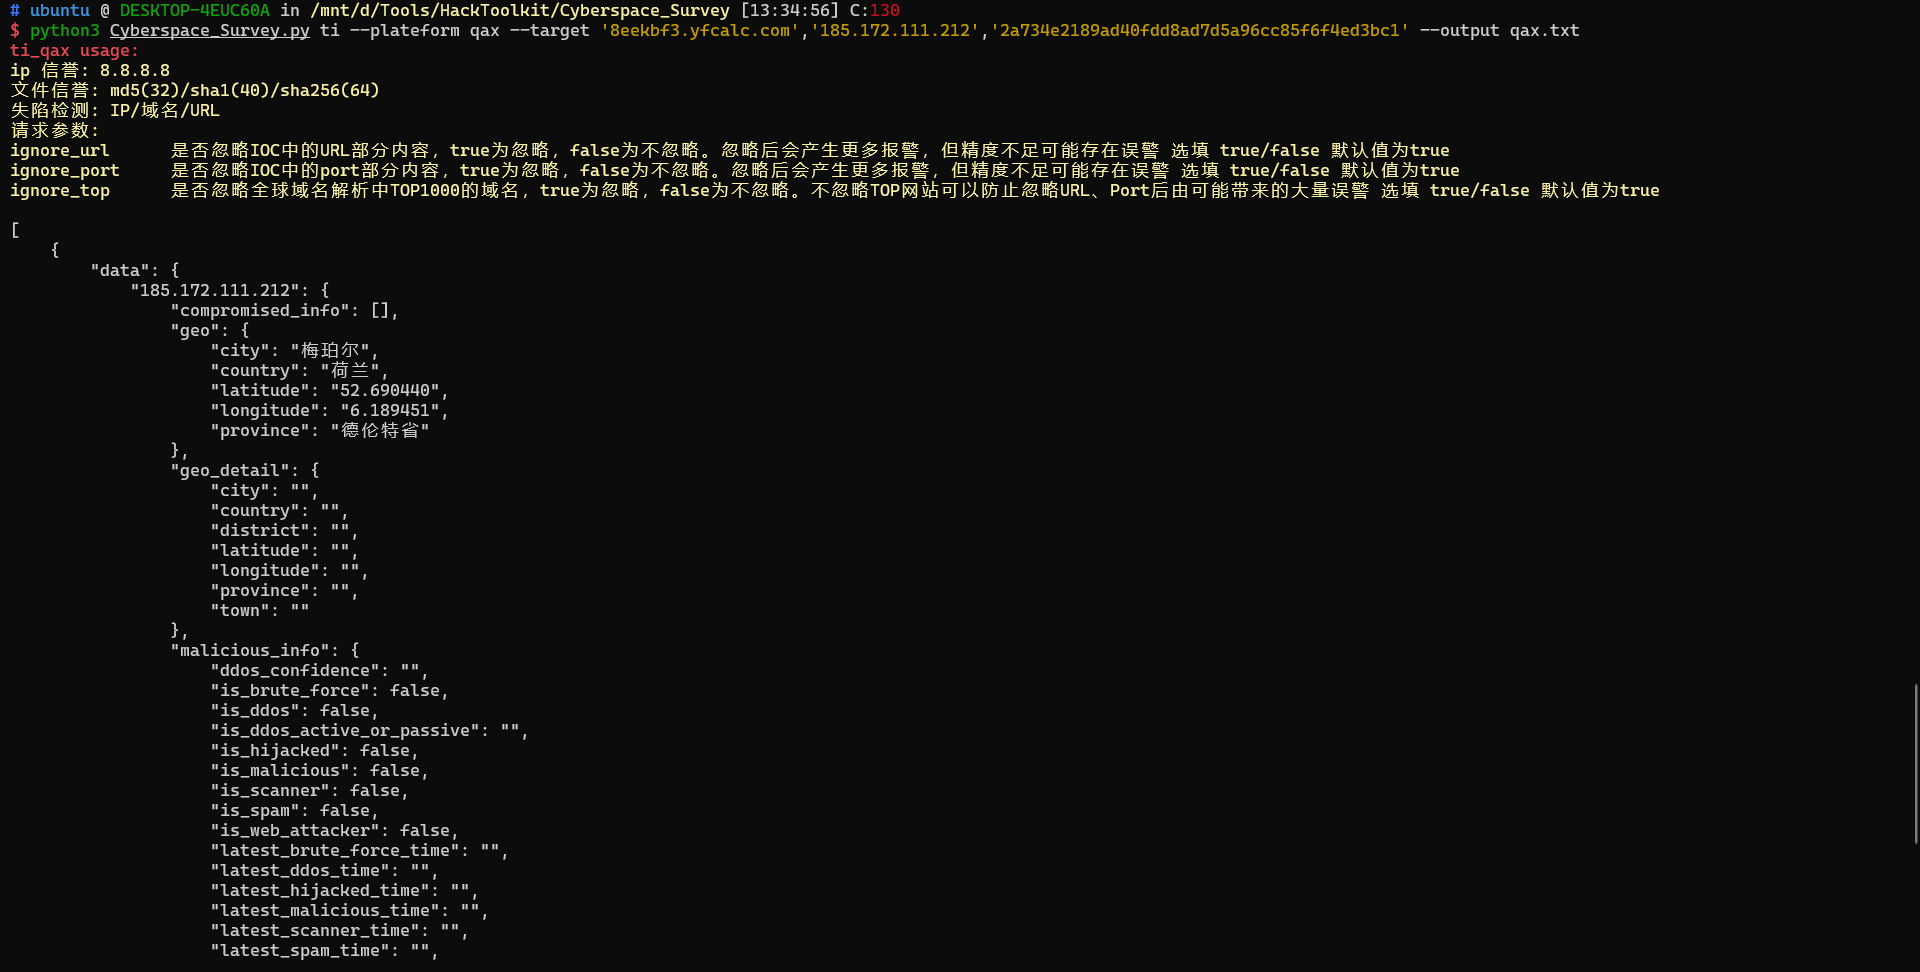 # ubuntu @ DESKTOP-4EUC60A in /mnt/d/Tools/HackToolkit/Cyberspace_Survey [13:34:56] C:130
$ python3 Cyberspace_Survey.py ti --plateform qax --target '8eekbf3.yfcalc.com','185.172.111.212','2a734e2189ad40fdd8ad7d5a96cc85f6f4ed3bc1' --output qax.txt
ti_qax usage:
ip 信誉: 8.8.8.8
文件信誉: md5(32)/sha1(40)/sha256(64)
失陷检测: IP/域名/URL
请求参数:
ignore_url      是否忽略IOC中的URL部分内容，true为忽略，false为不忽略。忽略后会产生更多报警，但精度不足可能存在误警 选填 true/false 默认值为true
ignore_port     是否忽略IOC中的port部分内容，true为忽略，false为不忽略。忽略后会产生更多报警，但精度不足可能存在误警 选填 true/false 默认值为true
ignore_top      是否忽略全球域名解析中TOP1000的域名，true为忽略，false为不忽略。不忽略TOP网站可以防止忽略URL、Port后由可能带来的大量误警 选填 true/false 默认值为true
[
    {
        "data": {
            "185.172.111.212": {
                "compromised_info": [],
                "geo": {
                    "city": "梅珀尔",
                    "country": "荷兰",
                    "latitude": "52.690440",
                    "longitude": "6.189451",
                    "province": "德伦特省"
                },
                "geo_detail": {
                    "city": "",
                    "country": "",
                    "district": "",
                    "latitude": "",
                    "longitude": "",
                    "province": "",
                    "town": ""
                },
                "malicious_info": {
                    "ddos_confidence": "",
                    "is_brute_force": false,
                    "is_ddos": false,
                    "is_ddos_active_or_passive": "",
                    "is_hijacked": false,
                    "is_malicious": false,
                    "is_scanner": false,
                    "is_spam": false,
                    "is_web_attacker": false,
                    "latest_brute_force_time": "",
                    "latest_ddos_time": "",
                    "latest_hijacked_time": "",
                    "latest_malicious_time": "",
                    "latest_scanner_time": "",
                    "latest_spam_time": "",